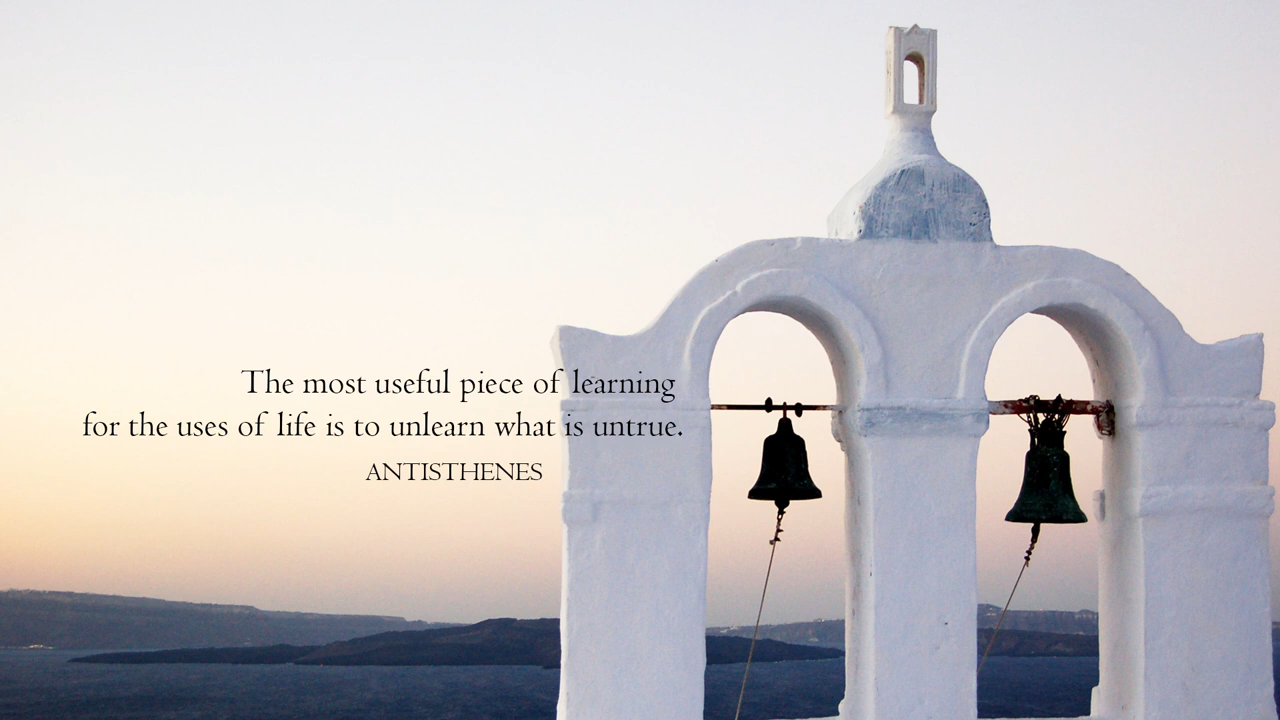 The most useful piece of learning
for the uses of life is to unlearn what is untrue.
ANTISTHENES